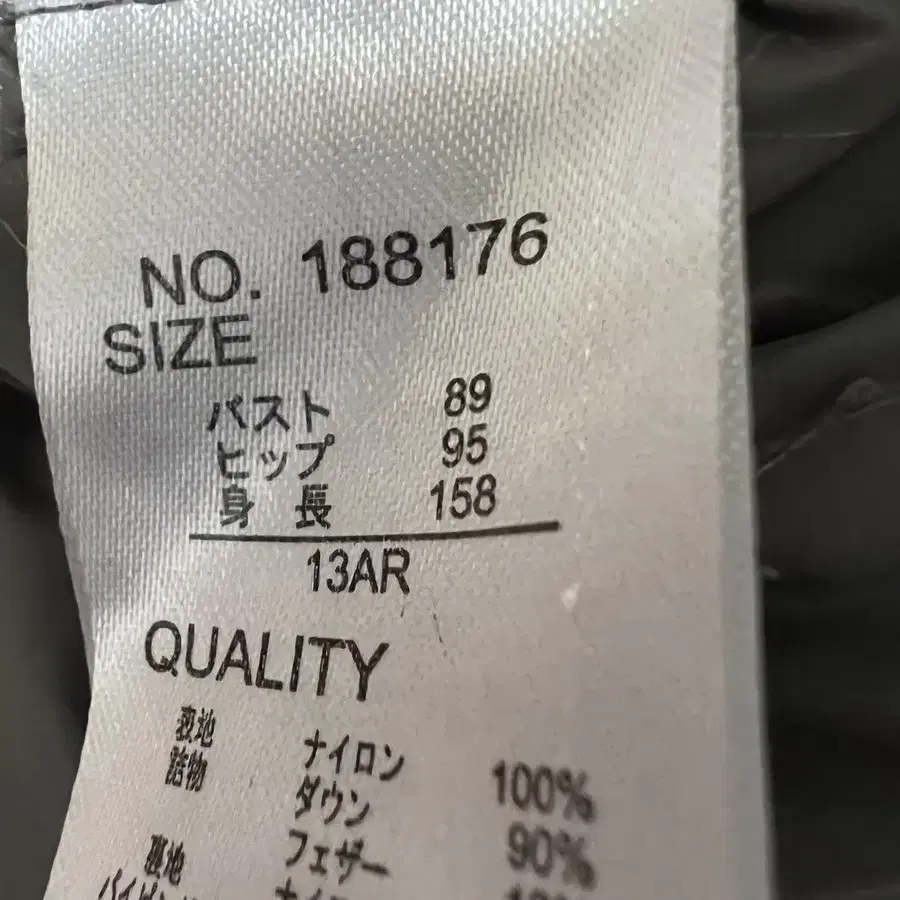 NO. 188176
SIZE
バスト 89
ヒップ 95
身 長 158
13AR
QUALITY
表地 ナイロン 100%
詰物 ダウン 90%
フェザー
裏地